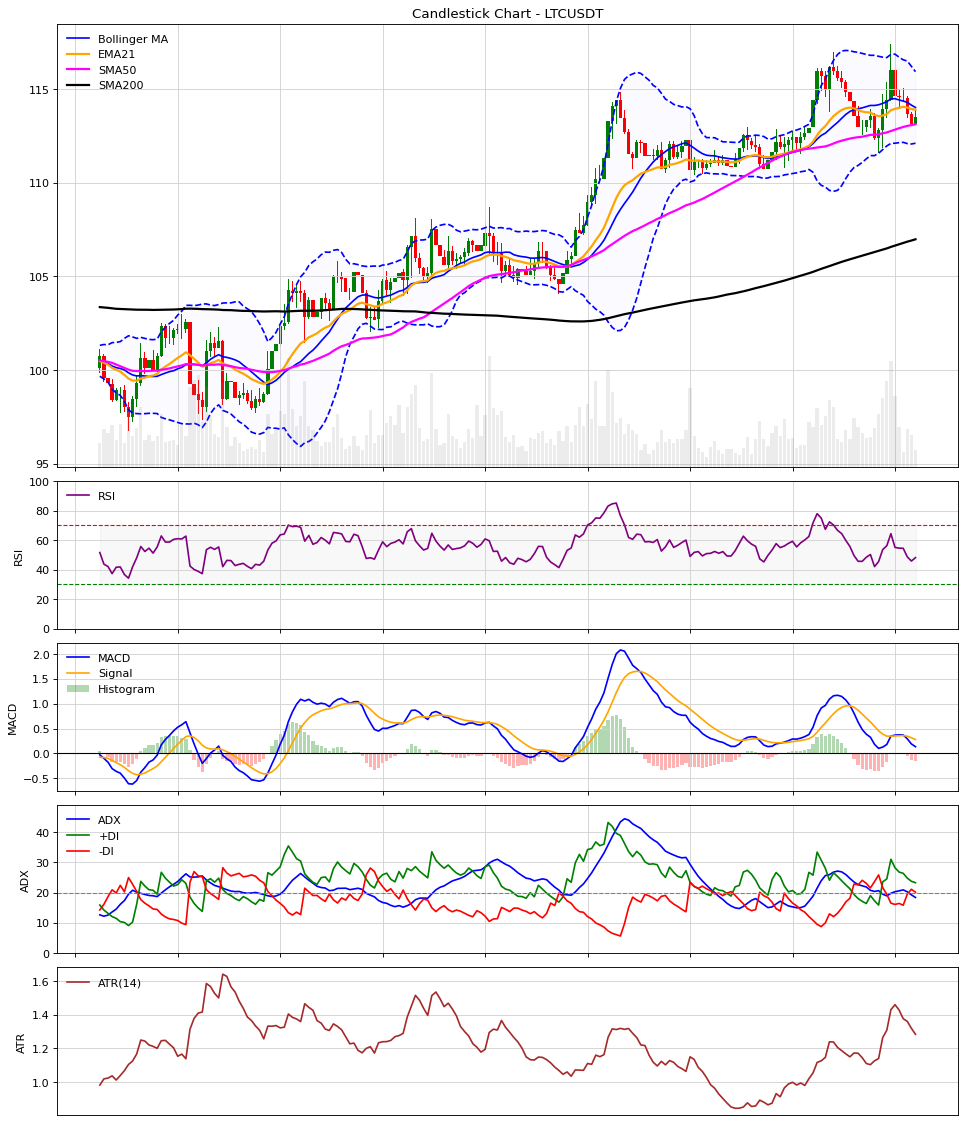 Candlestick Chart - LTCUSDT
Bollinger MA
EMA21
SMA50
SMA200
115
110
105
100
95
RSI
RSI
100
80
60
40
20
0
MACD
Signal
Histogram
MACD
2.0
1.5
1.0
0.5
0.0
−0.5
ADX
+DI
-DI
ADX
40
30
20
10
0
ATR(14)
ATR
1.6
1.4
1.2
1.0